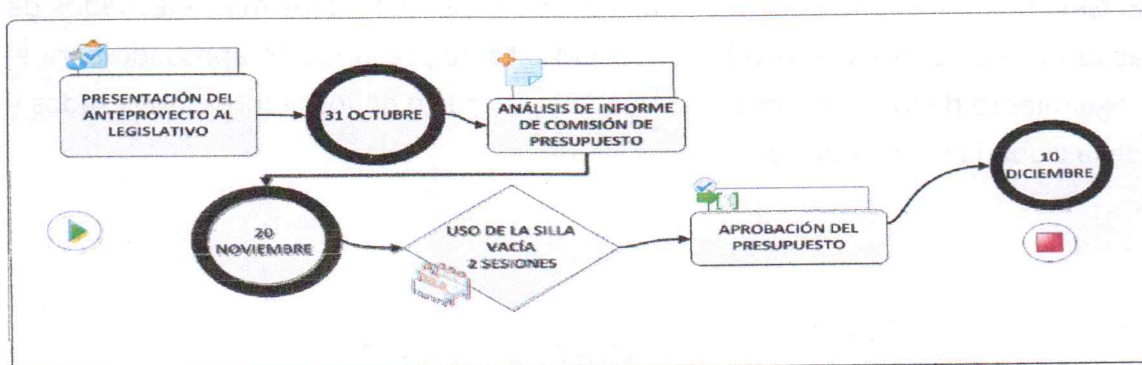 PRESENTACIÓN DEL
ANTEPROYECTO AL
LEGISLATIVO
31 OCTUBRE
ANÁLISIS DE INFORME
DE COMISIÓN DE
PRESUPUESTO
20
NOVIEMBRE
USO DE LA SILLA
VACÍA
2 SESIONES
APROBACIÓN DEL
PRESUPUESTO
10
DICIEMBRE